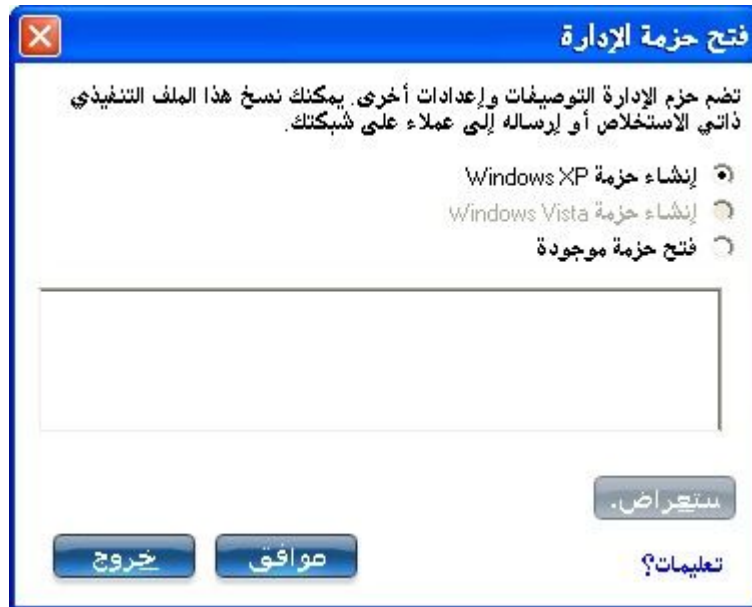 فتح حزمة الإدارة
تضم حزم الإدارة التوصيفات وإعدادات أخرى. يمكنك نسخ هذا الملف التنفيذي
ذاتي الاستخلاص أو إرساله إلى عملاء على شبكتك.
إنشاء حزمة Windows XP
إنشاء حزمة Windows Vista
فتح حزمة موجودة
ستعراض.
تعليمات؟
موافق
خروج